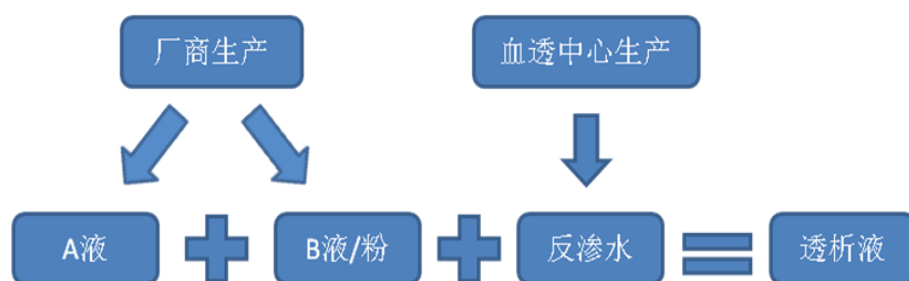 厂商生产
血透中心生产
A液
B液/粉
反渗水
透析液